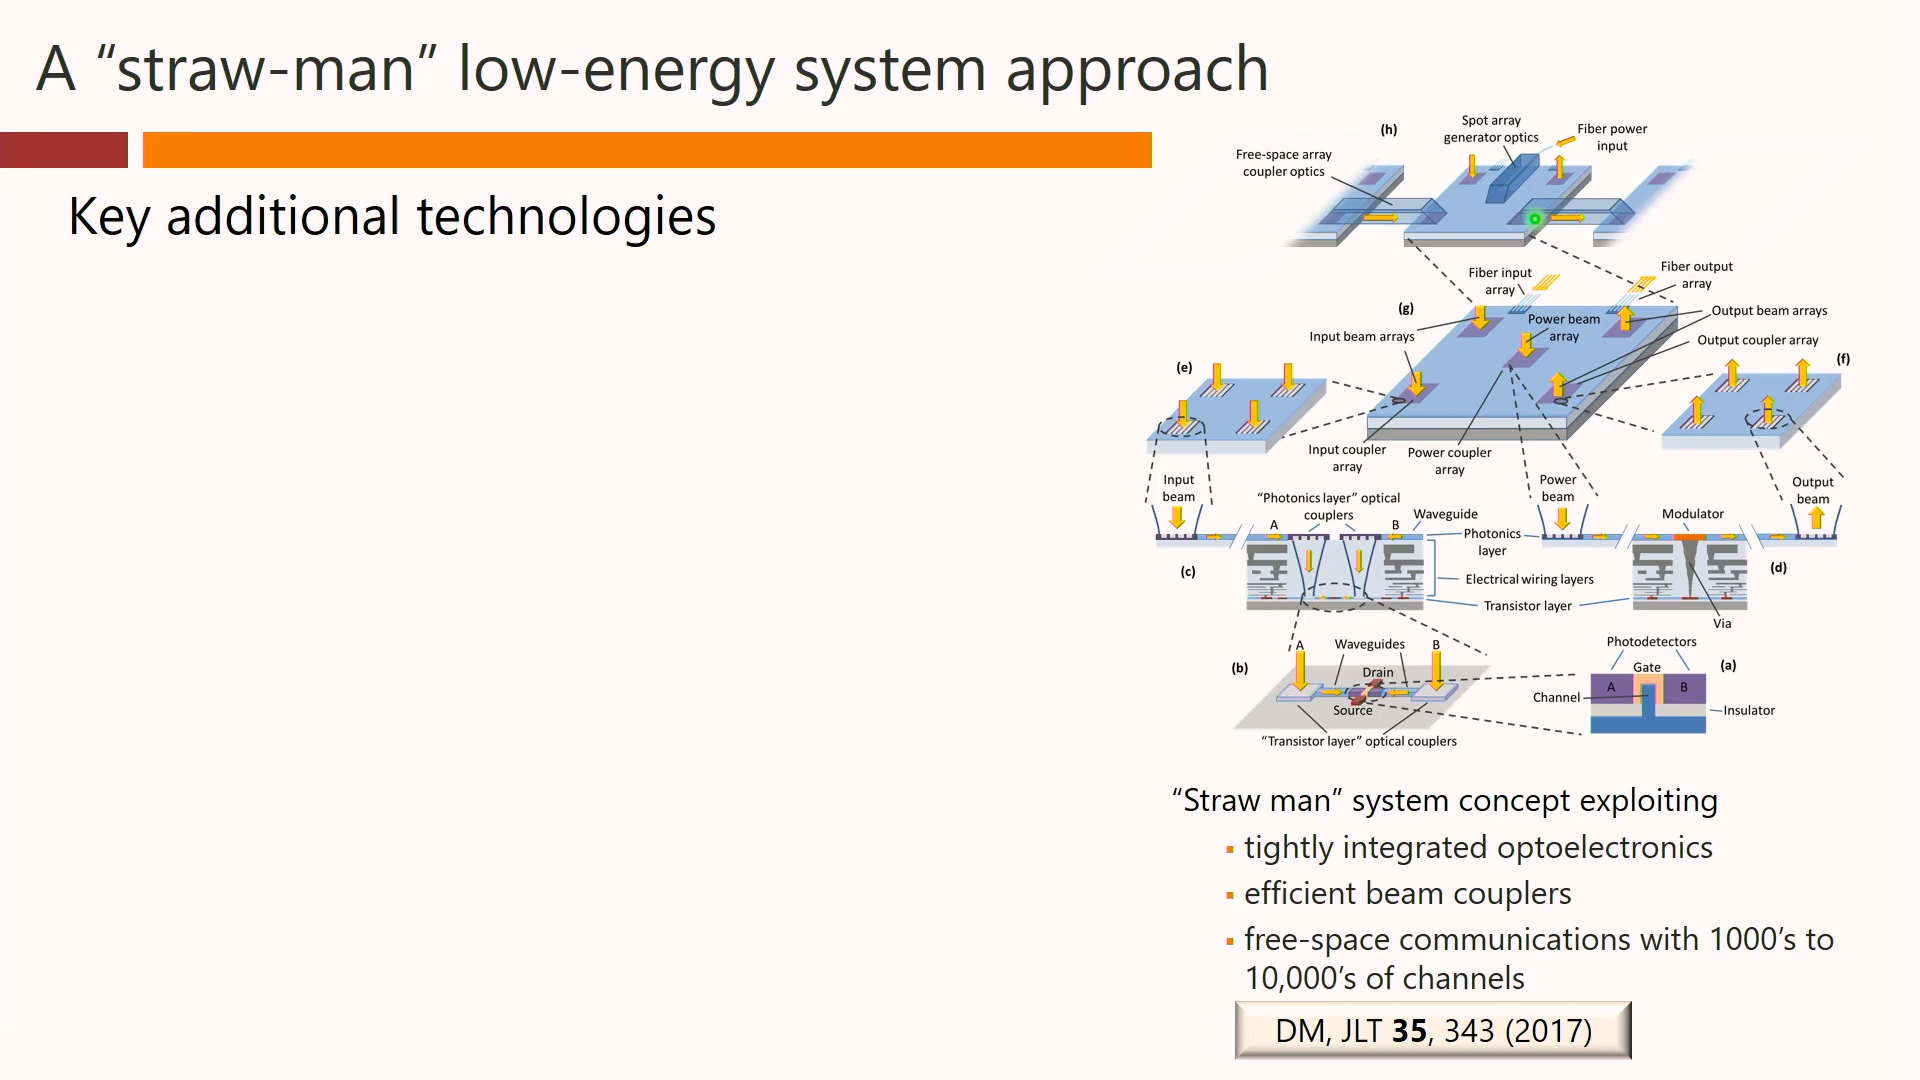 A “straw-man” low-energy system approach
Key additional technologies
(h)
Spot array
generator optics
Fiber power
input
Free-space array
coupler optics
Fiber input
array
Fiber output
array
(g)
Power beam
array
Output beam arrays
Input beam arrays
Output coupler array
(e)
(f)
Input coupler
array
Power coupler
array
Input
beam
“Photonics layer” optical
couplers
Power
beam
Output
beam
A
B
Waveguide
Modulator
Photonics
layer
(c)
(d)
Electrical wiring layers
Transistor layer
Via
(b)
A
Waveguides
B
Photodetectors
(a)
Drain
Gate
Channel
A
B
Source
Insulator
“Transistor layer” optical couplers
“Straw man” system concept exploiting
tightly integrated optoelectronics
efficient beam couplers
free-space communications with 1000’s to
10,000’s of channels
DM, JLT 35, 343 (2017)